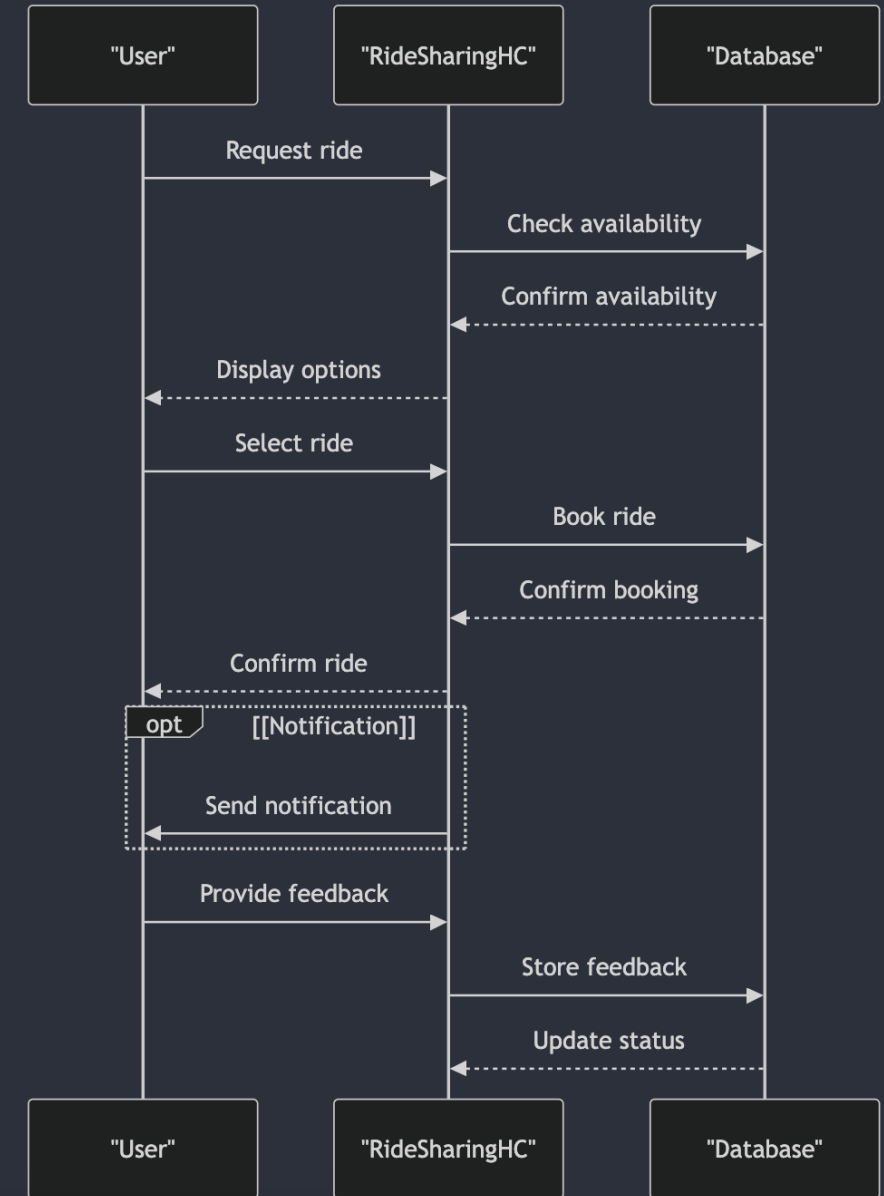 "User"
"RideSharingHC"
"Database"
Request ride
Check availability
Confirm availability
Display options
Select ride
Book ride
Confirm booking
Confirm ride
opt
[[Notification]]
Send notification
Provide feedback
Store feedback
Update status
"User"
"RideSharingHC"
"Database"